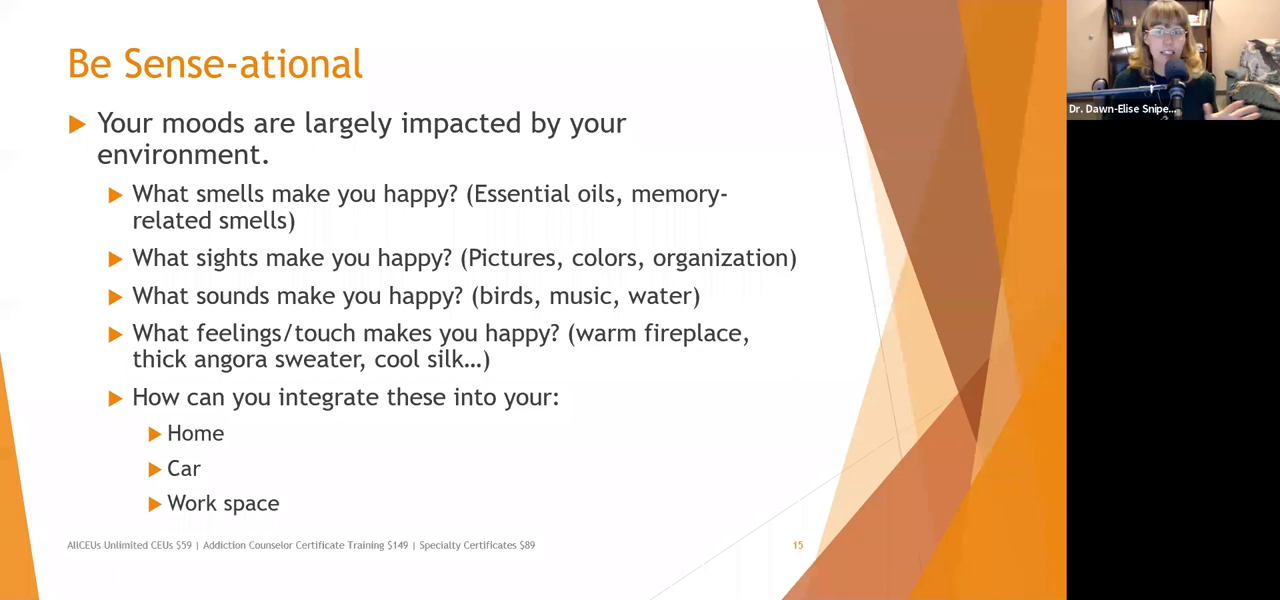 Be Sense-ational
Your moods are largely impacted by your
environment.
What smells make you happy? (Essential oils, memory-
related smells)
What sights make you happy? (Pictures, colors, organization)
What sounds make you happy? (birds, music, water)
What feelings/touch makes you happy? (warm fireplace,
thick angora sweater, cool silk…)
How can you integrate these into your:
Home
Car
Work space
AllCEUs Unlimited CEUs $59 | Addiction Counselor Certificate Training $149 | Specialty Certificates $89
15
Dr. Dawn-Elise Snipe...